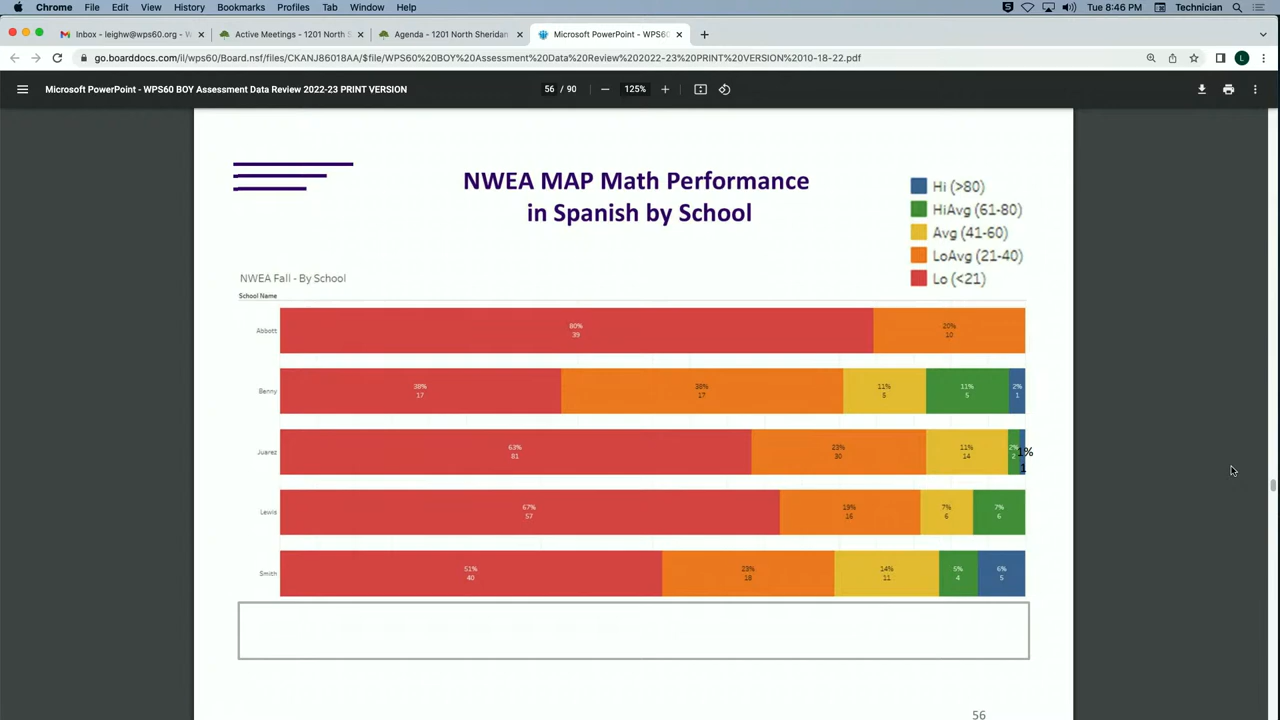 Chrome File Edit View History Bookmarks Profiles Tab Window Help Tue 8:46 PM Technician
Inbox - leighw@wps60.org - W Active Meetings - 1201 North S Agenda - 1201 North Sheridan Microsoft PowerPoint - WPS60
go.boarddocs.com/il/wps60/Board.nsf/files/CKANJ86018AA/$file/WPS60%20BOY%20Assessment%20Data%20Review%202022-23%20PRINT%20VERSION%2010-18-22.pdf L
Microsoft PowerPoint - WPS60 BOY Assessment Data Review 2022-23 PRINT VERSION 56 / 90 125%
NWEA MAP Math Performance
in Spanish by School
Hi (>80)
HiAvg (61-80)
Avg (41-60)
LoAvg (21-40)
Lo (<21)
NWEA Fall - By School
School Name
Abbott
80% 20%
39 10
Benny
38% 38% 11% 11% 2%
17 17 5 5 1
Juarez
63% 23% 11% 2% 1%
81 30 14 2 1
Lewis
67% 19% 7% 7%
57 16 6 6
Smith
51% 23% 14% 5% 6%
40 18 11 4 5
56